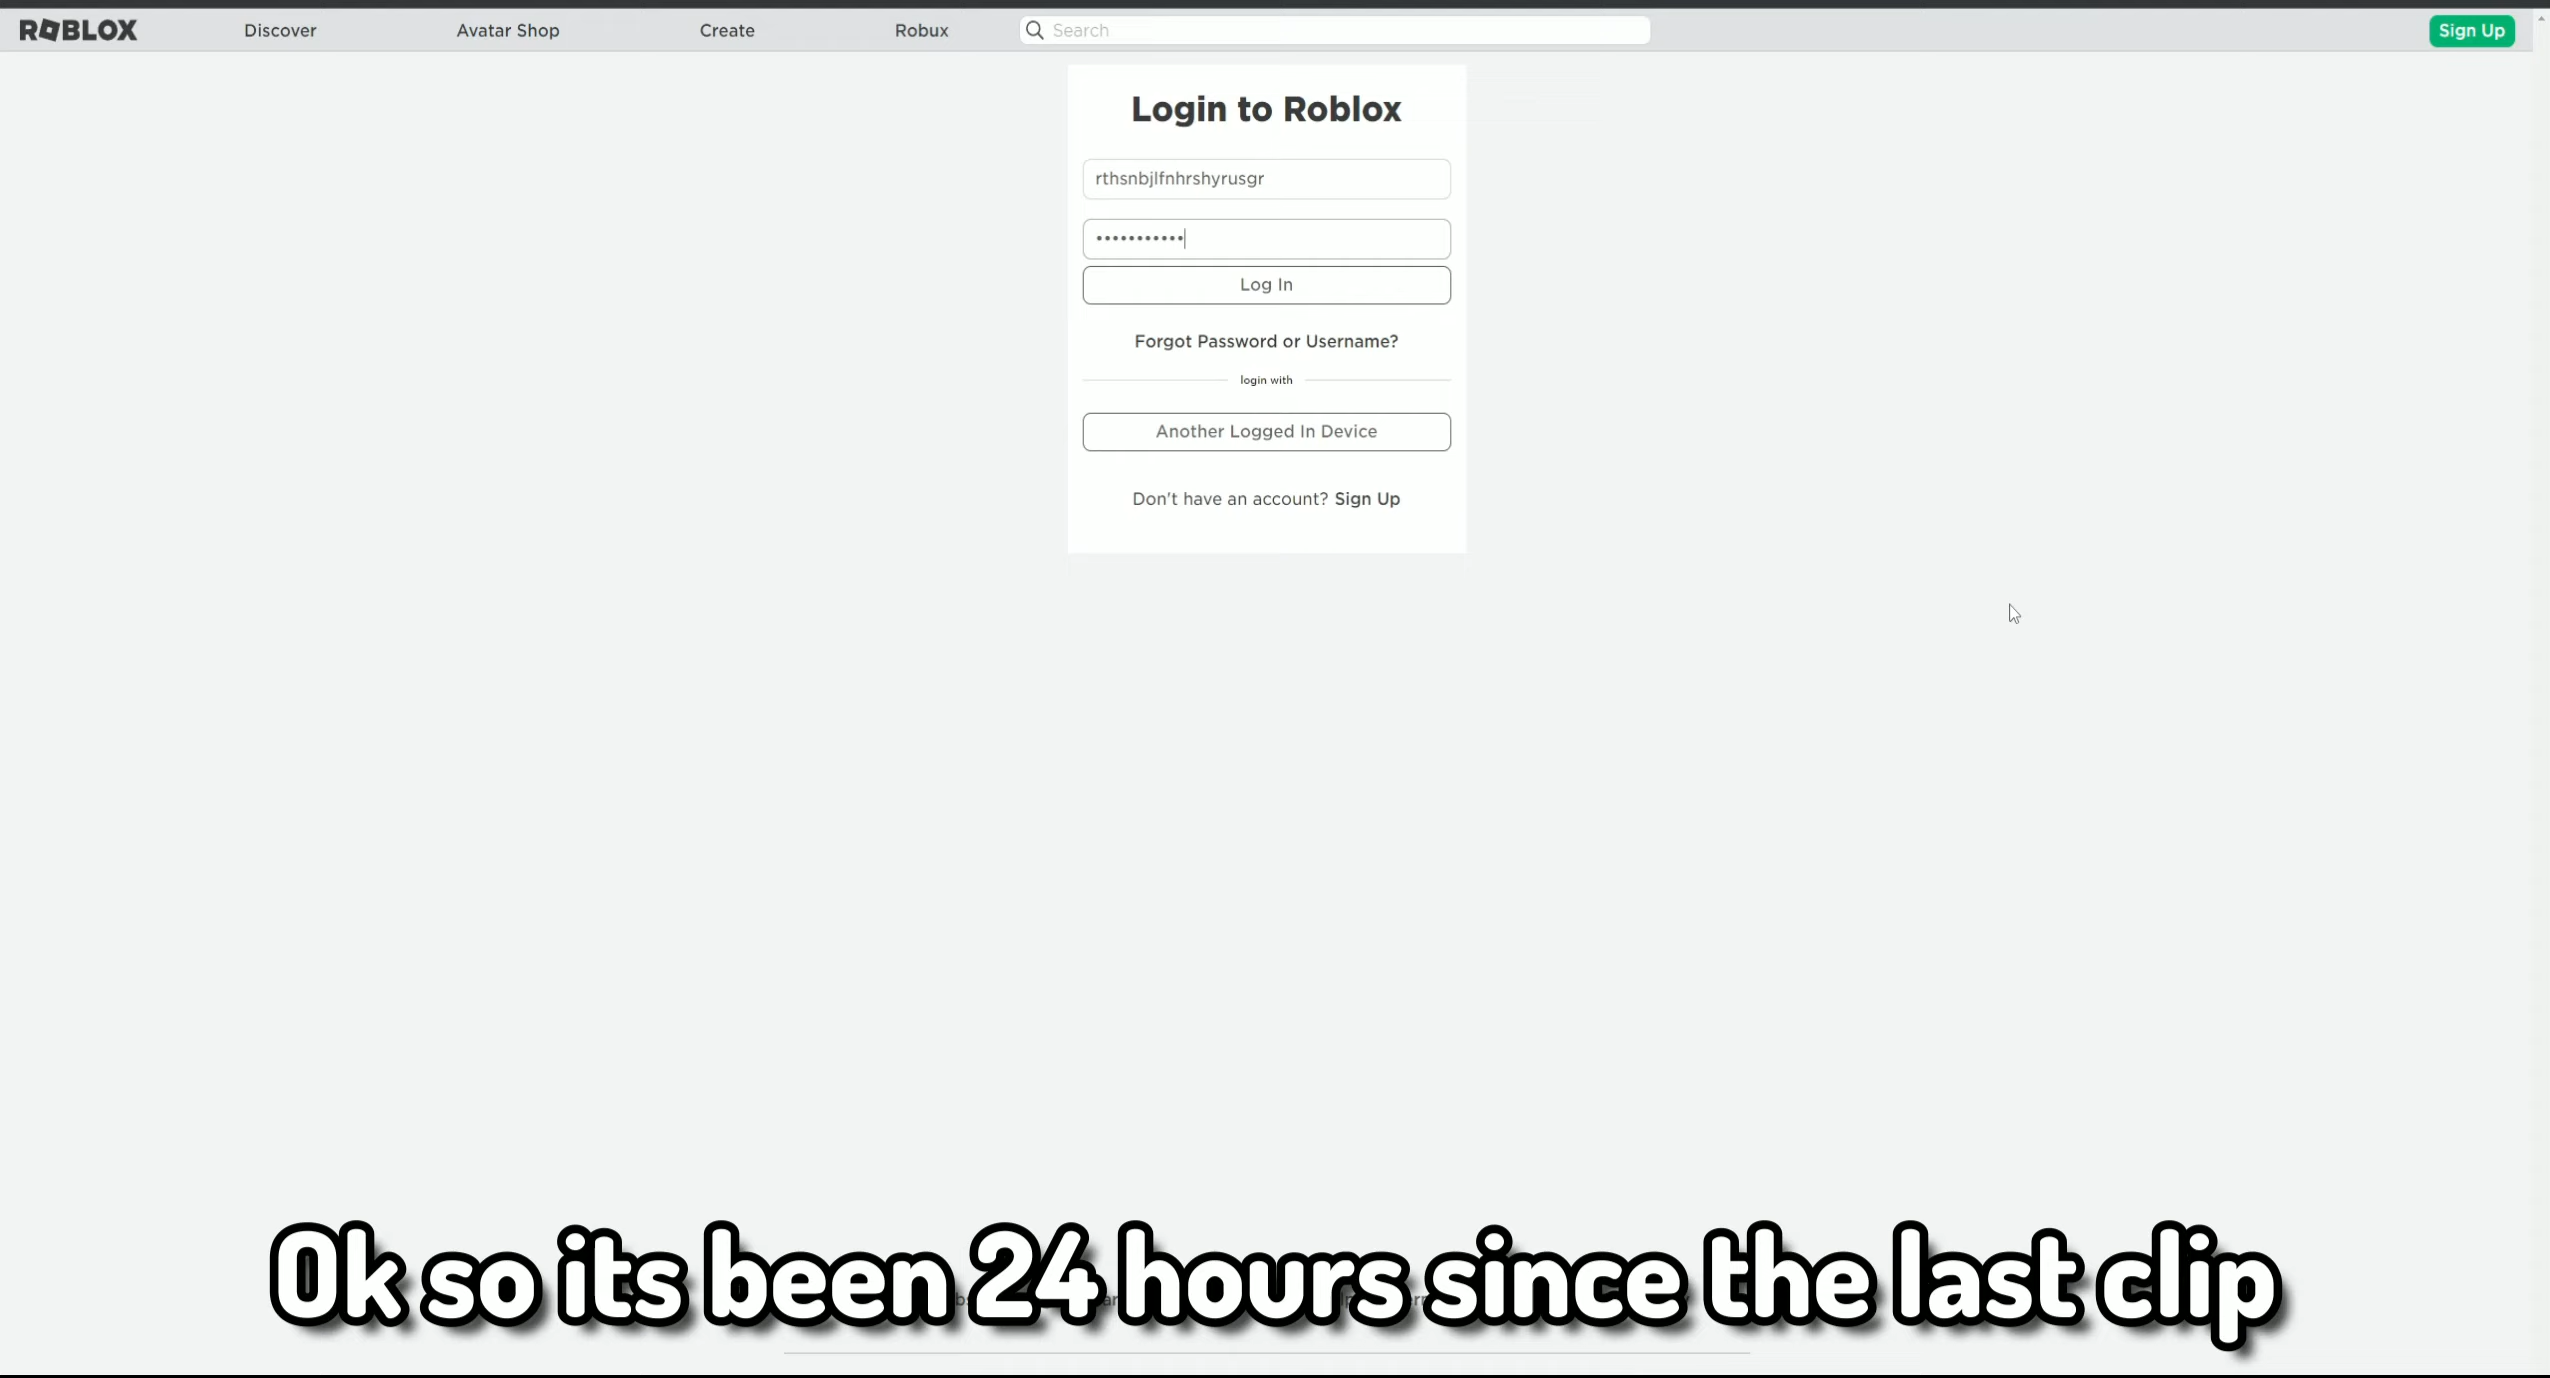 ROBLOX Discover Avatar Shop Create Robux Search Sign Up
Login to Roblox
rthsnbjlfnhrshyrusgr
•••••••••••
Log In
Forgot Password or Username?
login with
Another Logged In Device
Don't have an account? Sign Up
Ok so its been 24 hours since the last clip